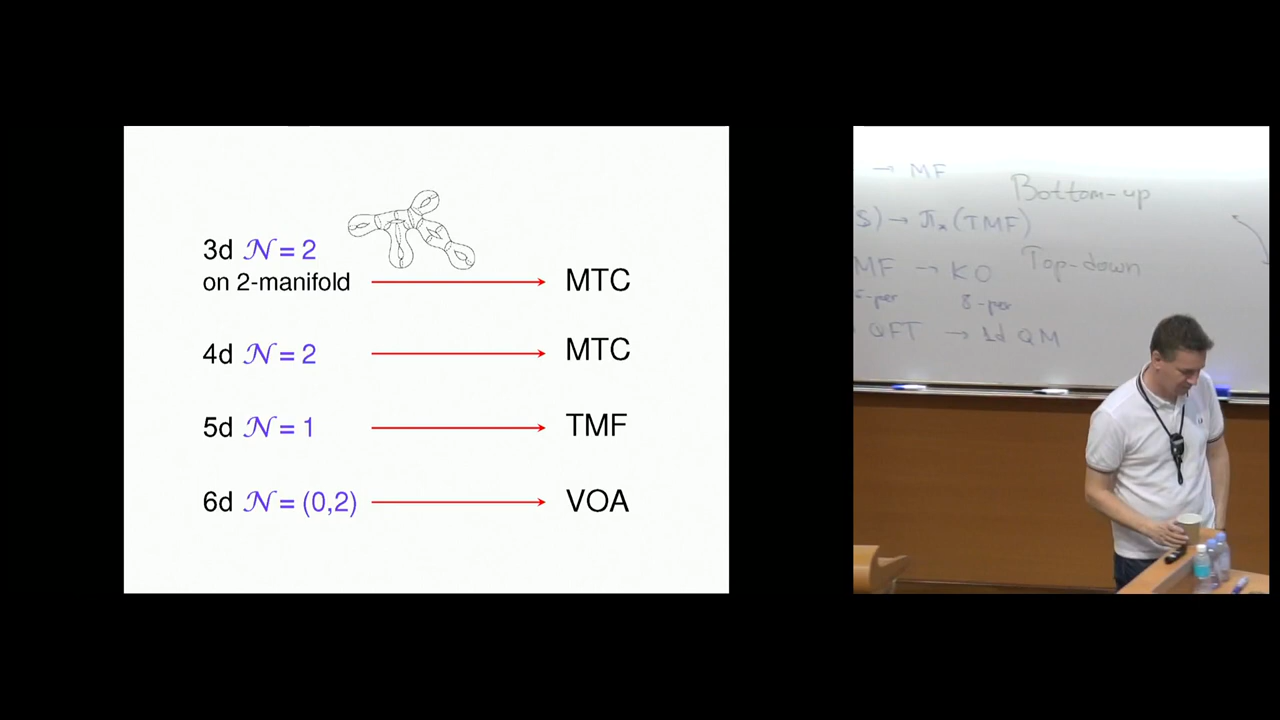 3d 𝒩 = 2
on 2-manifold → MTC
4d 𝒩 = 2 → MTC
5d 𝒩 = 1 → TMF
6d 𝒩 = (0,2) → VOA
→ MF
Bottom-up
S) → π* (TMF)
MF → KO Top-down
-per 8-per
QFT → 1d QM